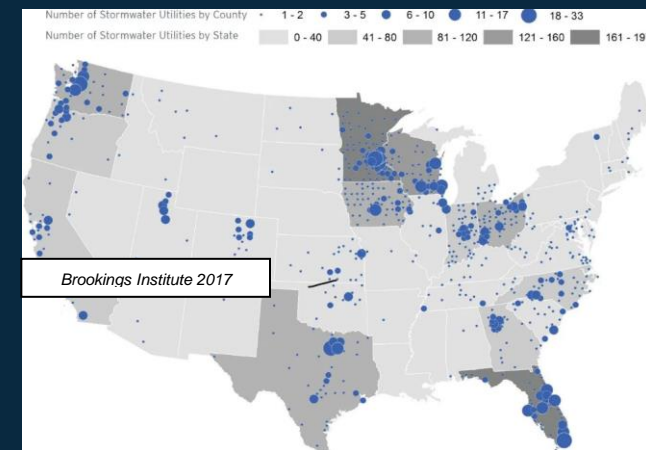 Number of Stormwater Utilities by County 1 - 2 3 - 5 6 - 10 11 - 17 18 - 33
Number of Stormwater Utilities by State 0 - 40 41 - 80 81 - 120 121 - 160 161 - 19
Brookings Institute 2017